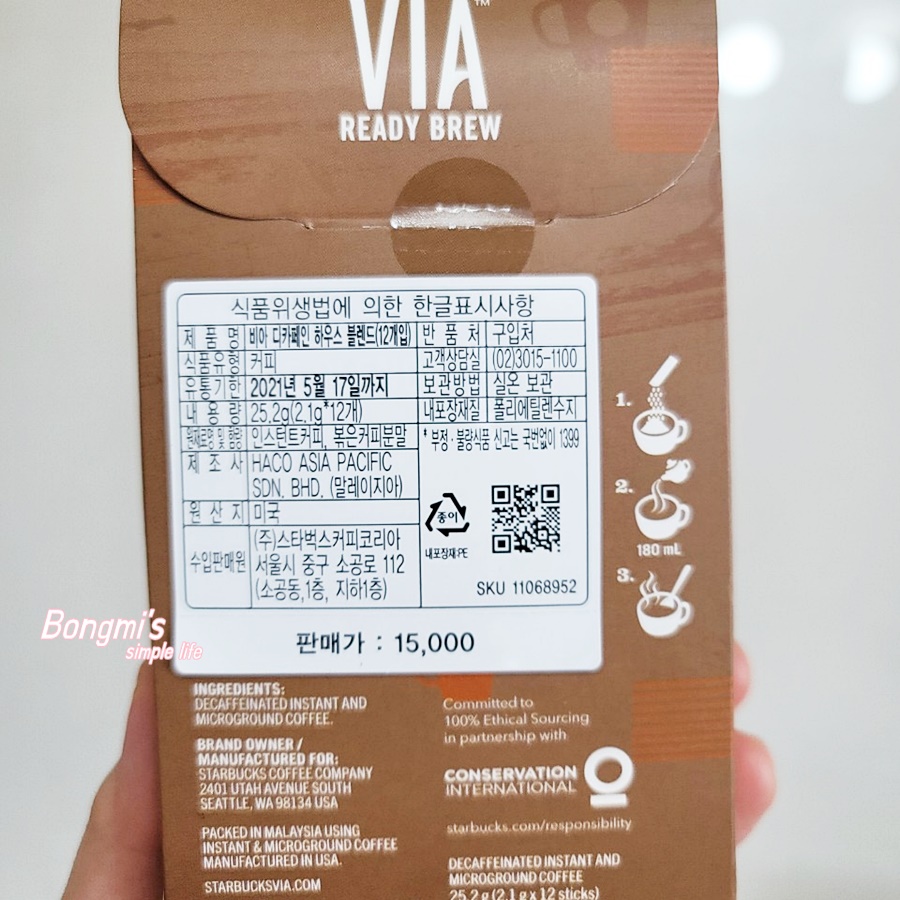 VIA™
READY BREW
식품위생법에 의한 한글표시사항
제 품 명 비아 디카페인 하우스 블렌드(12개입) 반 품 처 구입처
식품유형 커피 고객상담실 (02)3015-1100
유통기한 2021년 5월 17일까지 보관방법 실온 보관
내 용 량 25.2g(2.1g*12개) 내포장재질 폴리에틸렌수지
원재료명 및 함량 인스턴트커피, 볶은커피분말 * 부정·불량식품 신고는 국번없이 1399
제 조 사 HACO ASIA PACIFIC
SDN. BHD. (말레이지아)
원 산 지 미국
수입판매원 (주)스타벅스커피코리아
서울시 중구 소공로 112
(소공동,1층, 지하1층)
종이
내포장재:PE
SKU 11068952
판매가 : 15,000
1.
2.
180 mL
3.
Bongmi's
simple life
INGREDIENTS:
DECAFFEINATED INSTANT AND
MICROGROUND COFFEE.
BRAND OWNER /
MANUFACTURED FOR:
STARBUCKS COFFEE COMPANY
2401 UTAH AVENUE SOUTH
SEATTLE, WA 98134 USA
PACKED IN MALAYSIA USING
INSTANT & MICROGROUND COFFEE
MANUFACTURED IN USA.
STARBUCKSVIA.COM
Committed to
100% Ethical Sourcing
in partnership with
CONSERVATION
INTERNATIONAL
starbucks.com/responsibility
DECAFFEINATED INSTANT AND
MICROGROUND COFFEE
25.2 g (2.1 g x 12 sticks)